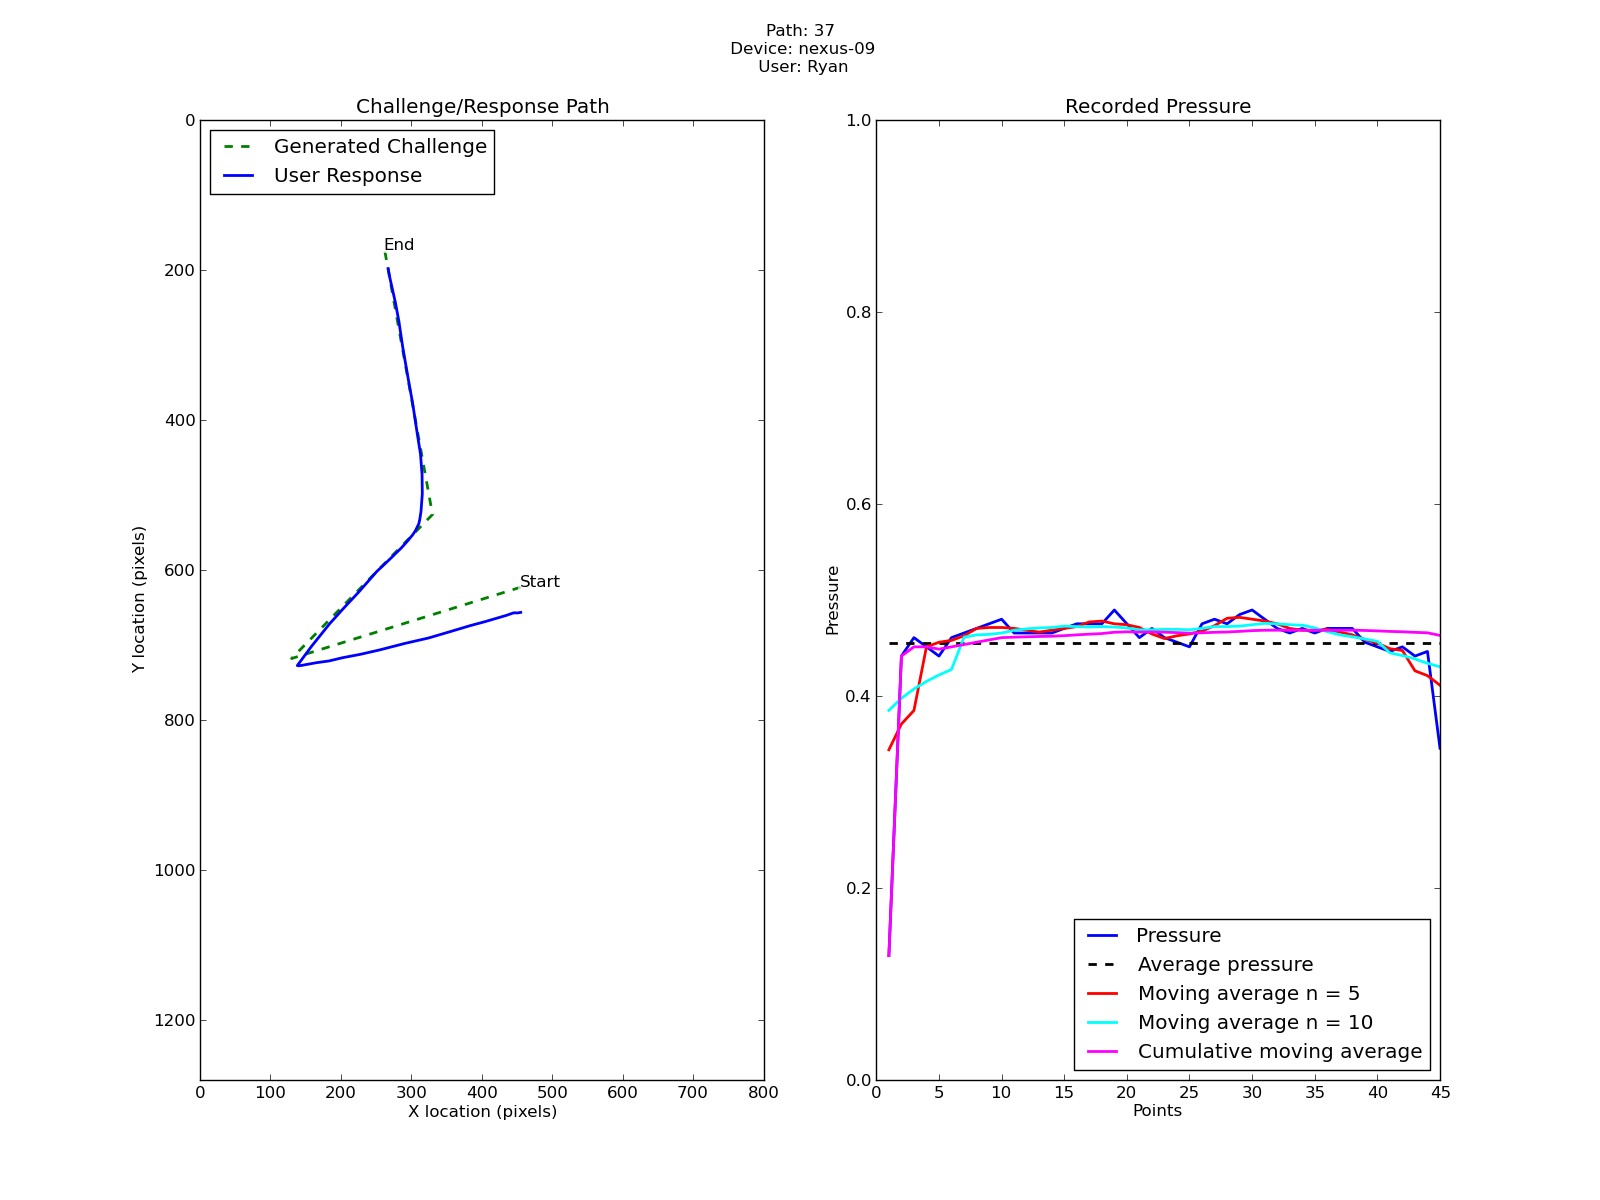 Path: 37
Device: nexus-09
User: Ryan
Challenge/Response Path
Generated Challenge
User Response
End
Start
0
200
400
600
800
1000
1200
Y location (pixels)
0 100 200 300 400 500 600 700 800
X location (pixels)
Recorded Pressure
1.0
0.8
0.6
0.4
0.2
0.0
Pressure
Pressure
Average pressure
Moving average n = 5
Moving average n = 10
Cumulative moving average
0 5 10 15 20 25 30 35 40 45
Points